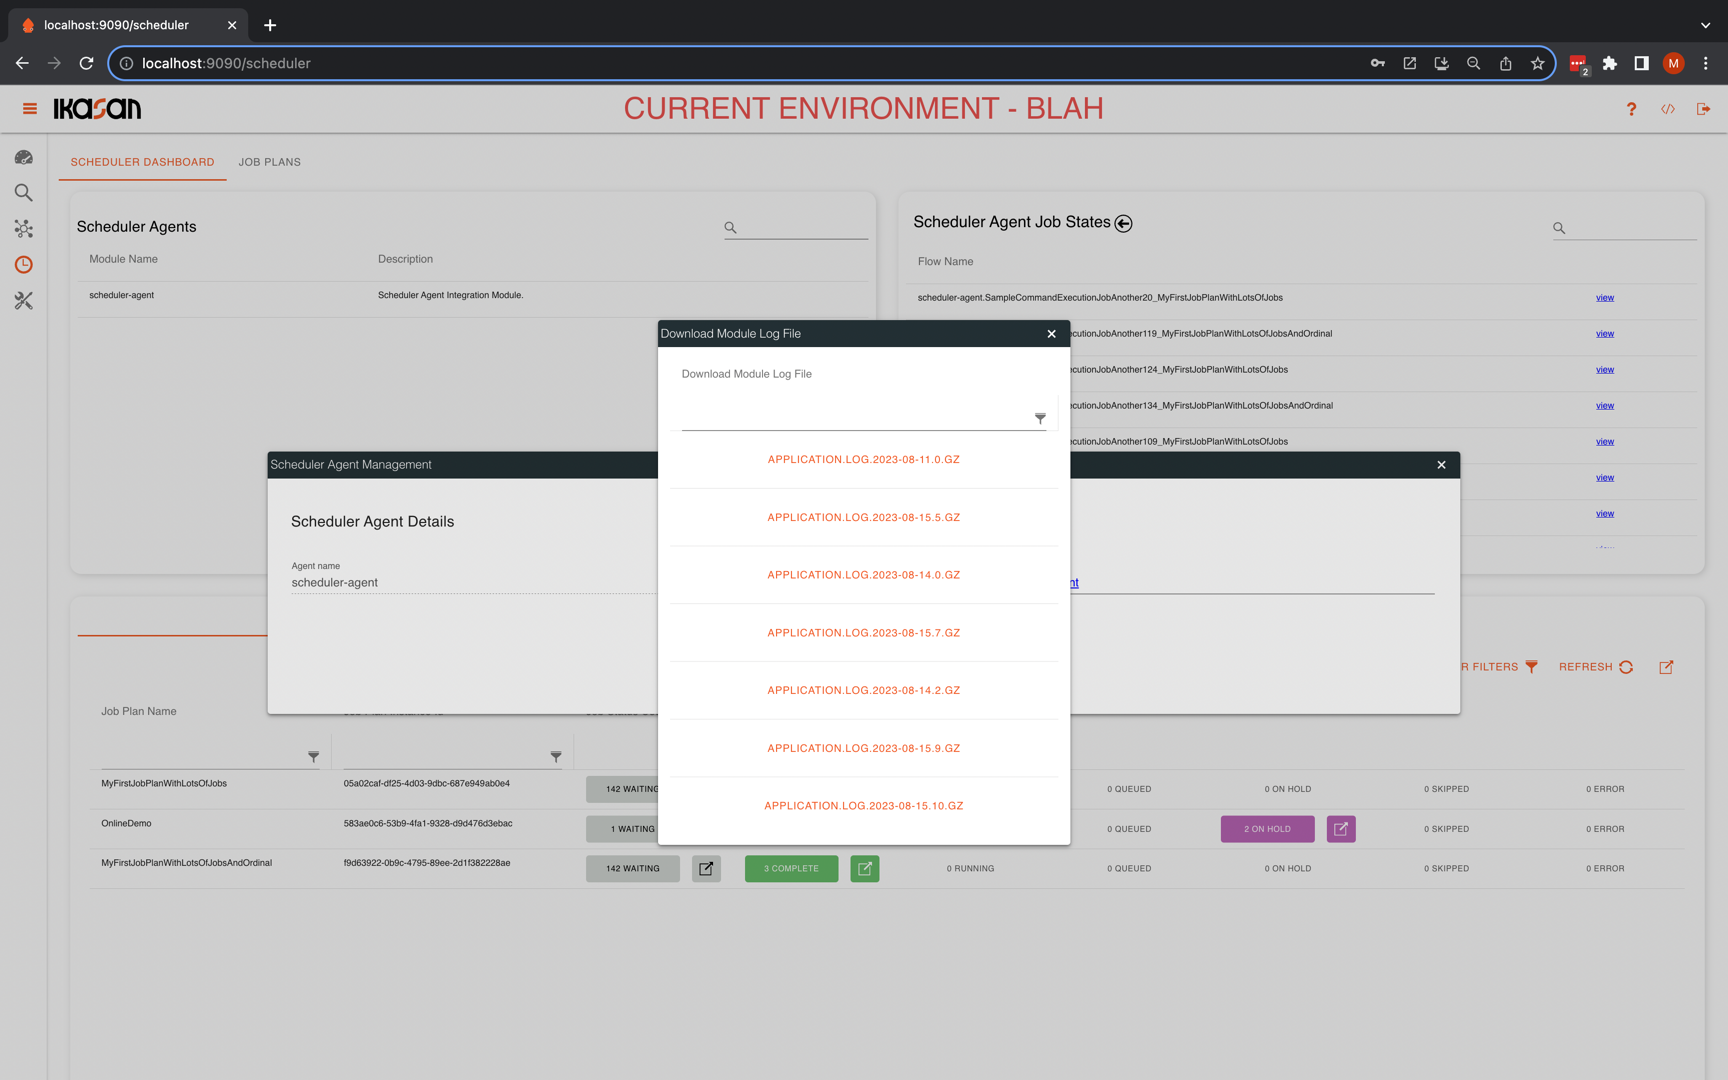 localhost:9090/scheduler
localhost:9090/scheduler
2
M
IKASAN
CURRENT ENVIRONMENT - BLAH
?
SCHEDULER DASHBOARD
JOB PLANS
Scheduler Agents
Module Name
Description
scheduler-agent
Scheduler Agent Integration Module.
Scheduler Agent Job States
Flow Name
scheduler-agent.SampleCommandExecutionJobAnother20_MyFirstJobPlanWithLotsOfJobs
view
cutionJobAnother119_MyFirstJobPlanWithLotsOfJobsAndOrdinal
view
cutionJobAnother124_MyFirstJobPlanWithLotsOfJobs
view
cutionJobAnother134_MyFirstJobPlanWithLotsOfJobsAndOrdinal
view
cutionJobAnother109_MyFirstJobPlanWithLotsOfJobs
view
view
view
Download Module Log File
Download Module Log File
APPLICATION.LOG.2023-08-11.0.GZ
APPLICATION.LOG.2023-08-15.5.GZ
APPLICATION.LOG.2023-08-14.0.GZ
APPLICATION.LOG.2023-08-15.7.GZ
APPLICATION.LOG.2023-08-14.2.GZ
APPLICATION.LOG.2023-08-15.9.GZ
APPLICATION.LOG.2023-08-15.10.GZ
Scheduler Agent Management
Scheduler Agent Details
Agent name
scheduler-agent
nt
R FILTERS
REFRESH
Job Plan Name
MyFirstJobPlanWithLotsOfJobs
05a02caf-df25-4d03-9dbc-687e949ab0e4
142 WAITING
0 QUEUED
0 ON HOLD
0 SKIPPED
0 ERROR
OnlineDemo
583ae0c6-53b9-4fa1-9328-d9d476d3ebac
1 WAITING
0 QUEUED
2 ON HOLD
0 SKIPPED
0 ERROR
MyFirstJobPlanWithLotsOfJobsAndOrdinal
f9d63922-0b9c-4795-89ee-2d1f382228ae
142 WAITING
3 COMPLETE
0 RUNNING
0 QUEUED
0 ON HOLD
0 SKIPPED
0 ERROR